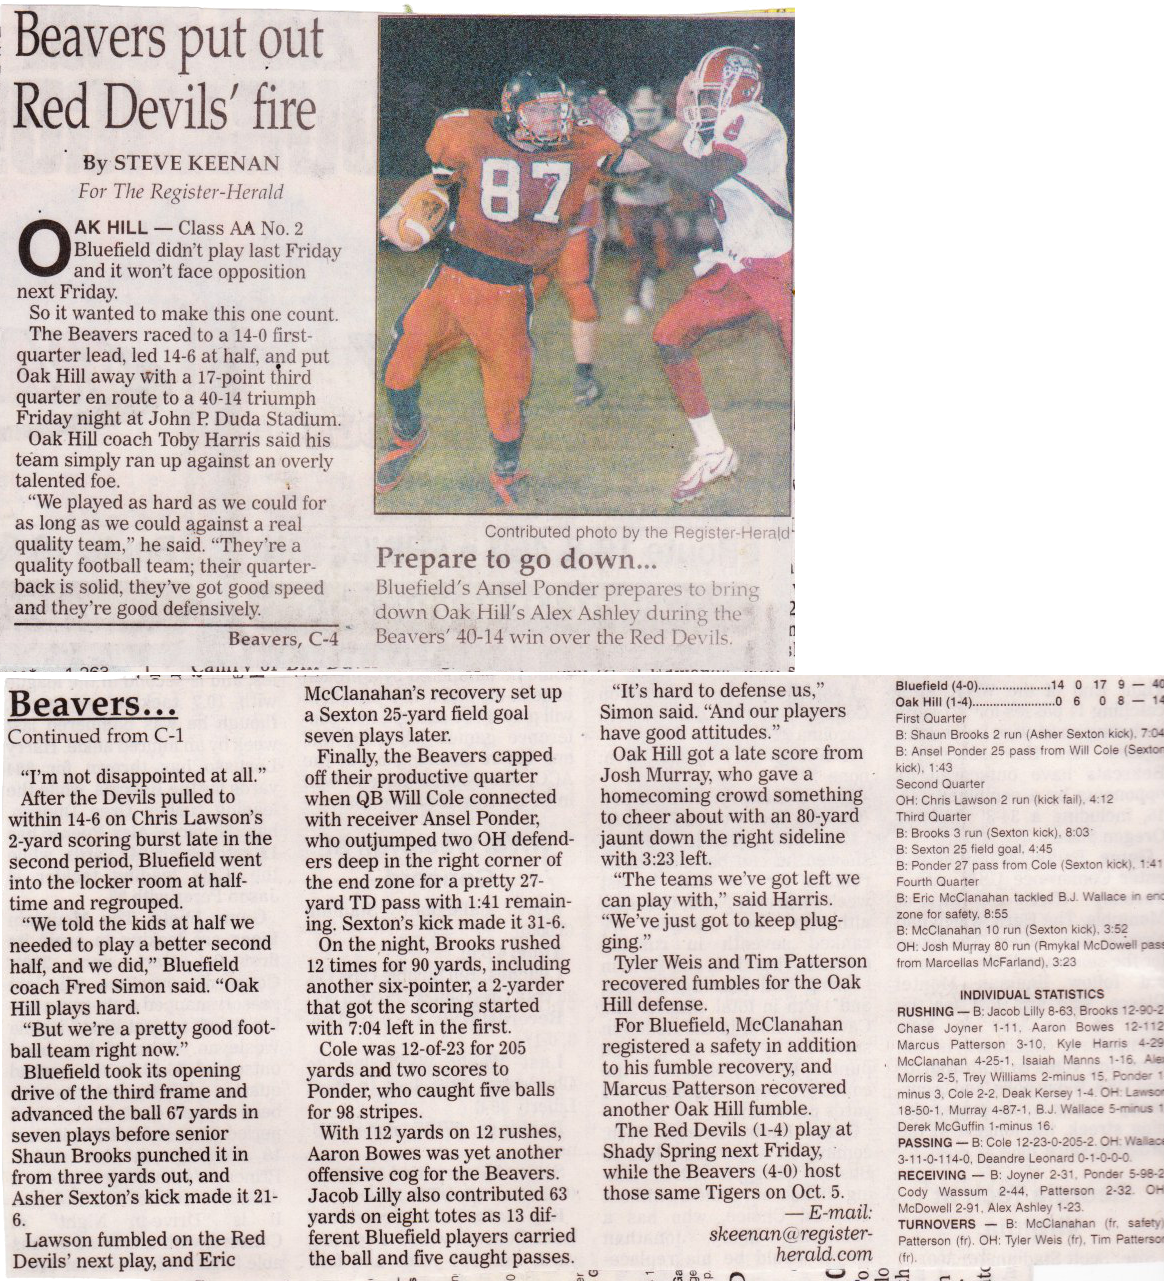 Beavers put out
Red Devils' fire
By STEVE KEENAN
For The Register-Herald
OAK HILL — Class AA No. 2
Bluefield didn't play last Friday
and it won't face opposition
next Friday.
So it wanted to make this one count.
The Beavers raced to a 14-0 first-
quarter lead, led 14-6 at half, and put
Oak Hill away with a 17-point third
quarter en route to a 40-14 triumph
Friday night at John P. Duda Stadium.
Oak Hill coach Toby Harris said his
team simply ran up against an overly
talented foe.
"We played as hard as we could for
as long as we could against a real
quality team," he said. "They're a
quality football team; their quarter-
back is solid, they've got good speed
and they're good defensively.
Beavers, C-4
87
Contributed photo by the Register-Herald
Prepare to go down...
Bluefield's Ansel Ponder prepares to bring
down Oak Hill's Alex Ashley during the
Beavers' 40-14 win over the Red Devils.
Beavers...
Continued from C-1
"I'm not disappointed at all."
After the Devils pulled to
within 14-6 on Chris Lawson's
2-yard scoring burst late in the
second period, Bluefield went
into the locker room at half-
time and regrouped.
"We told the kids at half we
needed to play a better second
half, and we did," Bluefield
coach Fred Simon said. "Oak
Hill plays hard.
"But we're a pretty good foot-
ball team right now."
Bluefield took its opening
drive of the third frame and
advanced the ball 67 yards in
seven plays before senior
Shaun Brooks punched it in
from three yards out, and
Asher Sexton's kick made it 21-
6.
Lawson fumbled on the Red
Devils' next play, and Eric
McClanahan's recovery set up
a Sexton 25-yard field goal
seven plays later.
Finally, the Beavers capped
off their productive quarter
when QB Will Cole connected
with receiver Ansel Ponder,
who outjumped two OH defend-
ers deep in the right corner of
the end zone for a pretty 27-
yard TD pass with 1:41 remain-
ing. Sexton's kick made it 31-6.
On the night, Brooks rushed
12 times for 90 yards, including
another six-pointer, a 2-yarder
that got the scoring started
with 7:04 left in the first.
Cole was 12-of-23 for 205
yards and two scores to
Ponder, who caught five balls
for 98 stripes.
With 112 yards on 12 rushes,
Aaron Bowes was yet another
offensive cog for the Beavers.
Jacob Lilly also contributed 63
yards on eight totes as 13 dif-
ferent Bluefield players carried
the ball and five caught passes.
"It's hard to defense us,"
Simon said. "And our players
have good attitudes."
Oak Hill got a late score from
Josh Murray, who gave a
homecoming crowd something
to cheer about with an 80-yard
jaunt down the right sideline
with 3:23 left.
"The teams we've got left we
can play with," said Harris.
"We've just got to keep plug-
ging."
Tyler Weis and Tim Patterson
recovered fumbles for the Oak
Hill defense.
For Bluefield, McClanahan
registered a safety in addition
to his fumble recovery, and
Marcus Patterson recovered
another Oak Hill fumble.
The Red Devils (1-4) play at
Shady Spring next Friday,
while the Beavers (4-0) host
those same Tigers on Oct. 5.
— E-mail:
skeenan@register-
herald.com
Bluefield (4-0)......................14 0 17 9 — 40
Oak Hill (1-4).........................0 6 0 8 — 14
First Quarter
B: Shaun Brooks 2 run (Asher Sexton kick), 7:04
B: Ansel Ponder 25 pass from Will Cole (Sexton
kick), 1:43
Second Quarter
OH: Chris Lawson 2 run (kick fail), 4:12
Third Quarter
B: Brooks 3 run (Sexton kick), 8:03
B: Sexton 25 field goal, 4:45
B: Ponder 27 pass from Cole (Sexton kick), 1:41
Fourth Quarter
B: Eric McClanahan tackled B.J. Wallace in end
zone for safety, 8:55
B: McClanahan 10 run (Sexton kick), 3:52
OH: Josh Murray 80 run (Rmykal McDowell pass
from Marcellas McFarland), 3:23
INDIVIDUAL STATISTICS
RUSHING — B: Jacob Lilly 8-63, Brooks 12-90-2
Chase Joyner 1-11, Aaron Bowes 12-112
Marcus Patterson 3-10, Kyle Harris 4-29
McClanahan 4-25-1, Isaiah Manns 1-16, Alex
Morris 2-5, Trey Williams 2-minus 15, Ponder 1
minus 3, Cole 2-2, Deak Kersey 1-4. OH: Lawson
18-50-1, Murray 4-87-1, B.J. Wallace 5-minus 1
Derek McGuffin 1-minus 16.
PASSING — B: Cole 12-23-0-205-2. OH: Wallace
3-11-0-114-0, Deandre Leonard 0-1-0-0-0.
RECEIVING — B: Joyner 2-31, Ponder 5-98-2
Cody Wassum 2-44, Patterson 2-32. OH
McDowell 2-91, Alex Ashley 1-23.
TURNOVERS — B: McClanahan (fr, safety)
Patterson (fr). OH: Tyler Weis (fr), Tim Patterson
(fr).